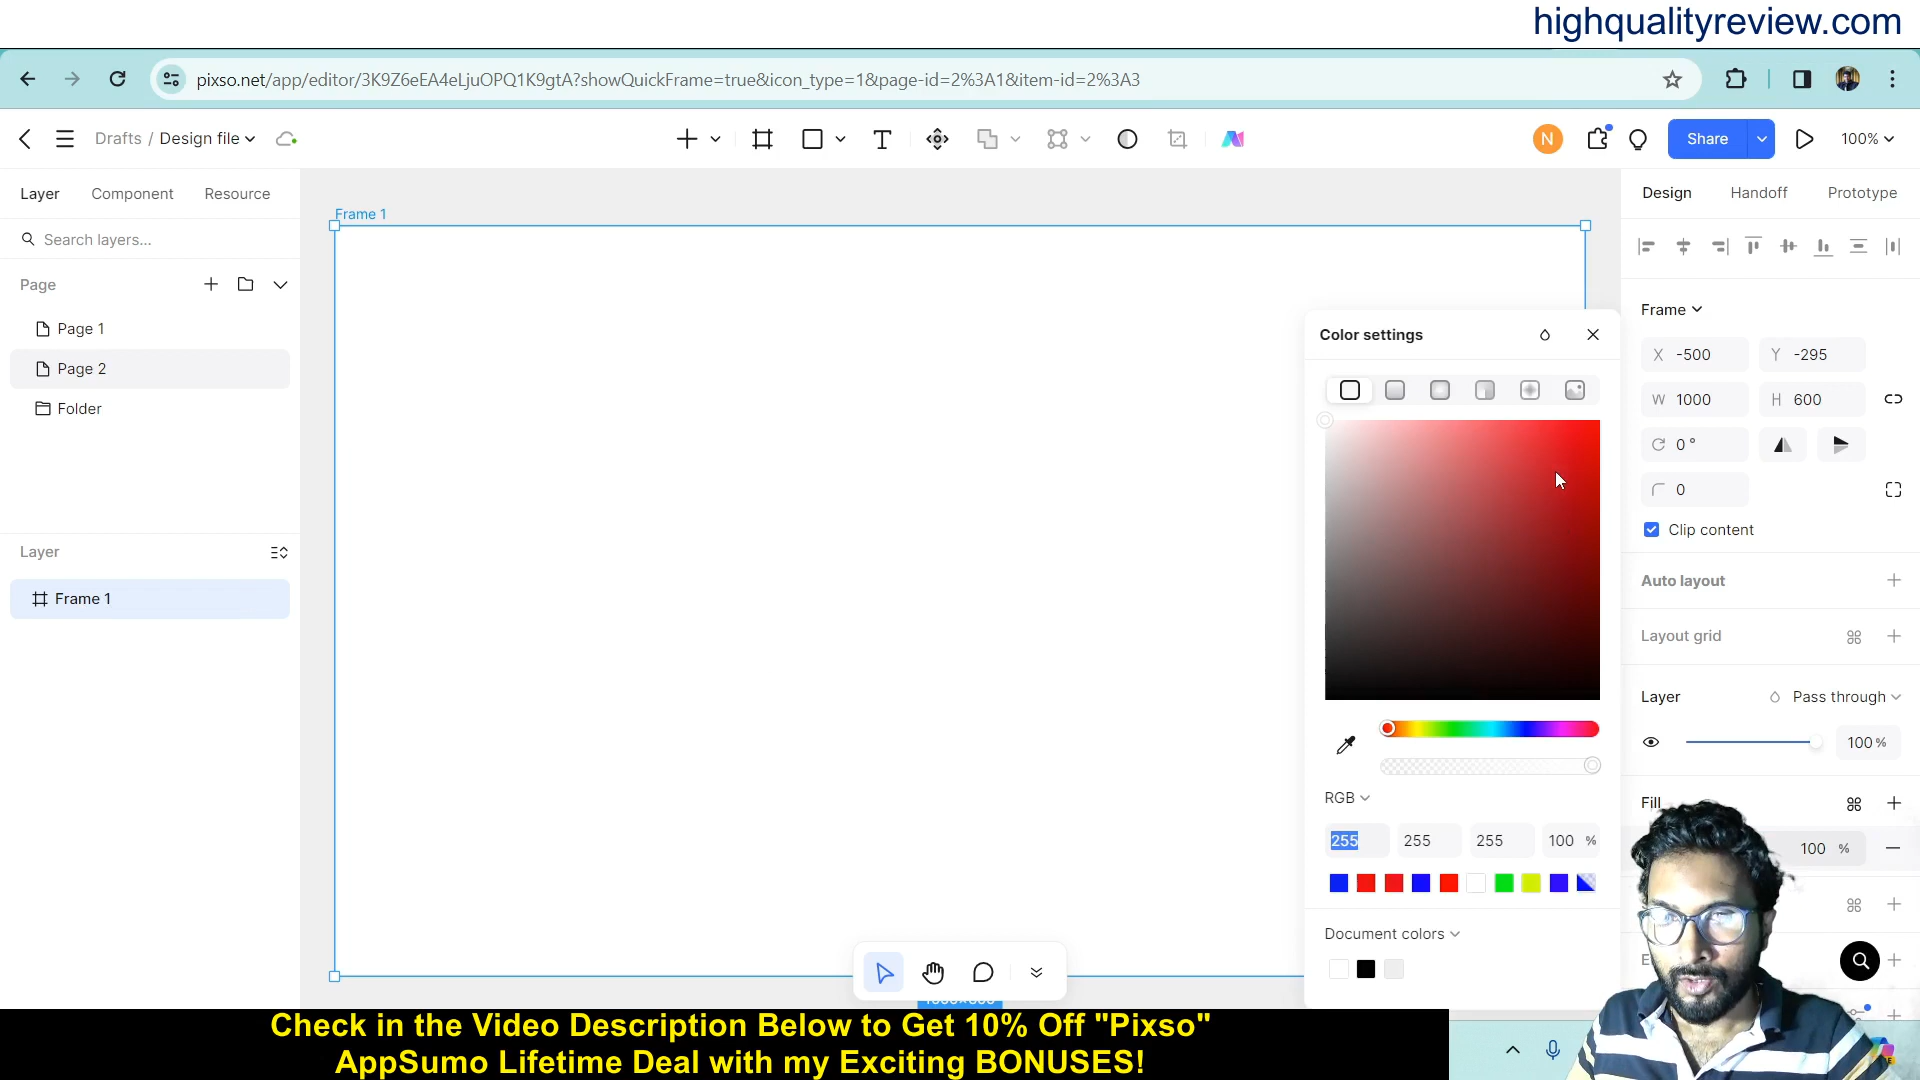 highqualityreview.com
pixso.net/app/editor/3K9Z6eEA4eLjuOPQ1K9gtA?showQuickFrame=true&icon_type=1&page-id=2%3A1&item-id=2%3A3
Drafts / Design file
N
Share
100%
Layer Component Resource
Design Handoff Prototype
Search layers...
Page
Page 1
Page 2
Folder
Layer
Frame 1
Frame 1
Color settings
RGB
255 255 255 100 %
Document colors
Frame
X -500 Y -295
W 1000 H 600
0 °
0
Clip content
Auto layout
Layout grid
Layer Pass through
100 %
Fill
100 %
Check in the Video Description Below to Get 10% Off "Pixso"
AppSumo Lifetime Deal with my Exciting BONUSES!